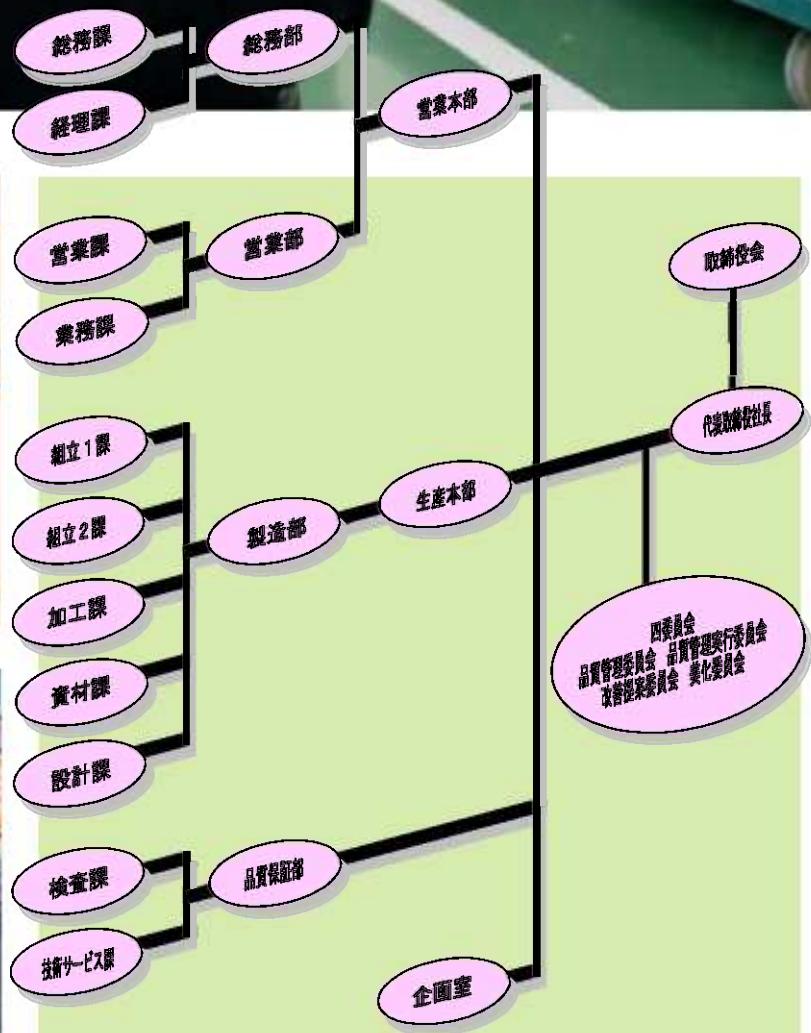 総務課
総務部
経理課
営業本部
営業課
営業部
業務課
取締役会
代表取締役社長
組立1課
組立2課
加工課
資材課
設計課
製造部
生産本部
四委員会
品質管理委員会 品質管理実行委員会
改善提案委員会 美化委員会
検査課
品質保証部
技術サービス課
企画室